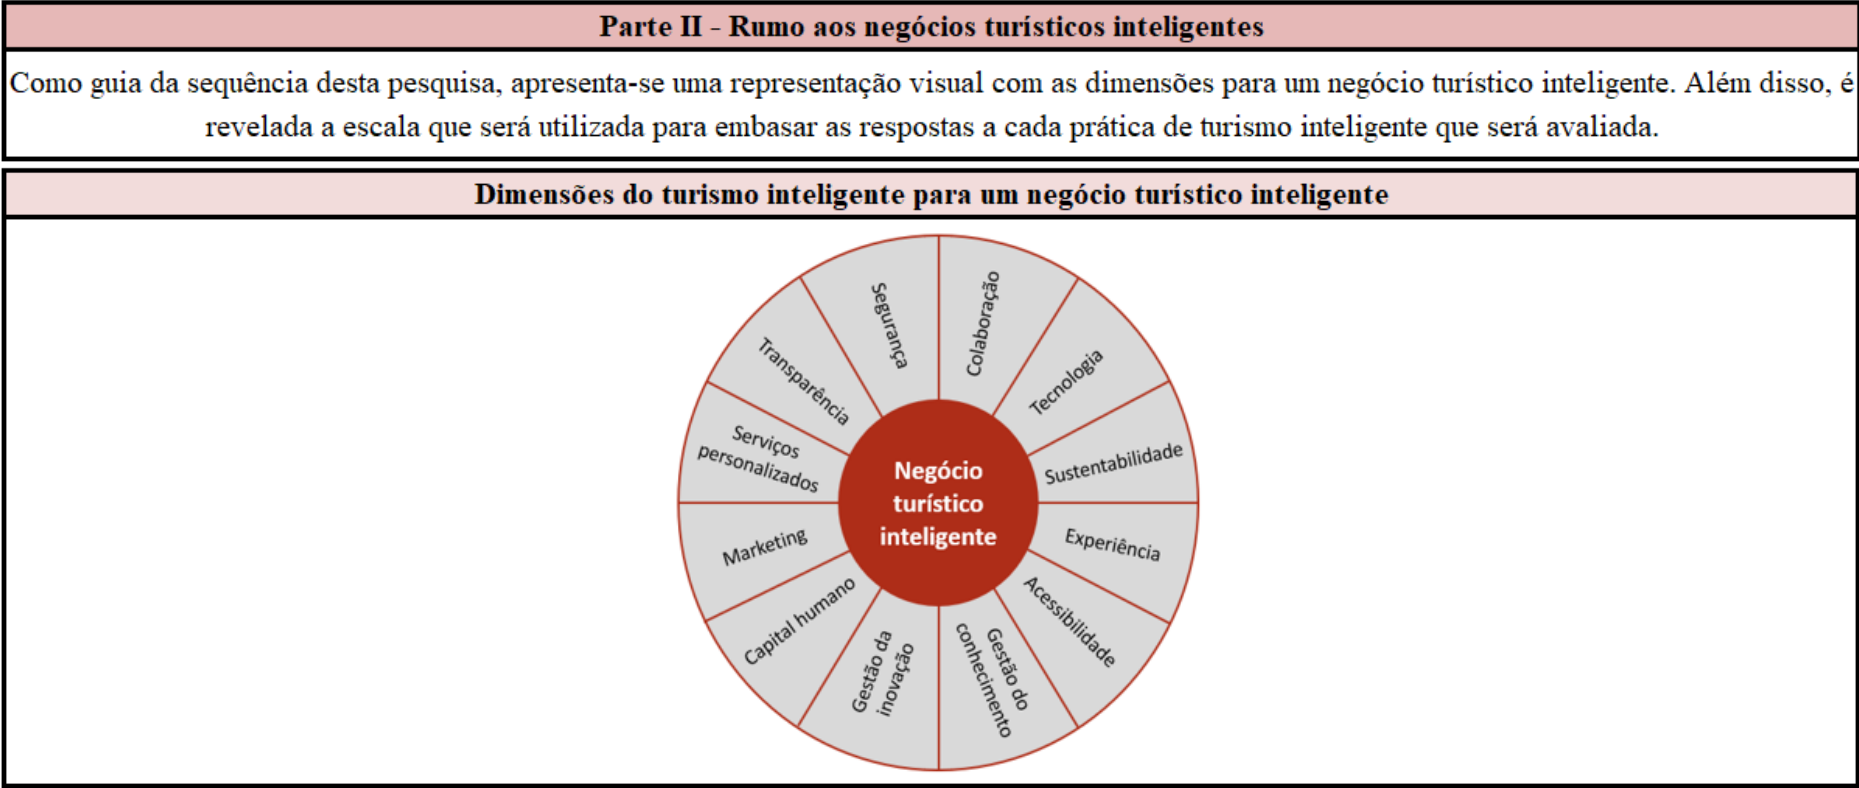 Parte II - Rumo aos negócios turísticos inteligentes
Como guia da sequência desta pesquisa, apresenta-se uma representação visual com as dimensões para um negócio turístico inteligente. Além disso, é
revelada a escala que será utilizada para embasar as respostas a cada prática de turismo inteligente que será avaliada.
Dimensões do turismo inteligente para um negócio turístico inteligente
Colaboração
Tecnologia
Sustentabilidade
Experiência
Acessibilidade
Gestão do
conhecimento
Gestão da
inovação
Capital humano
Marketing
Serviços
personalizados
Transparência
Segurança
Negócio
turístico
inteligente